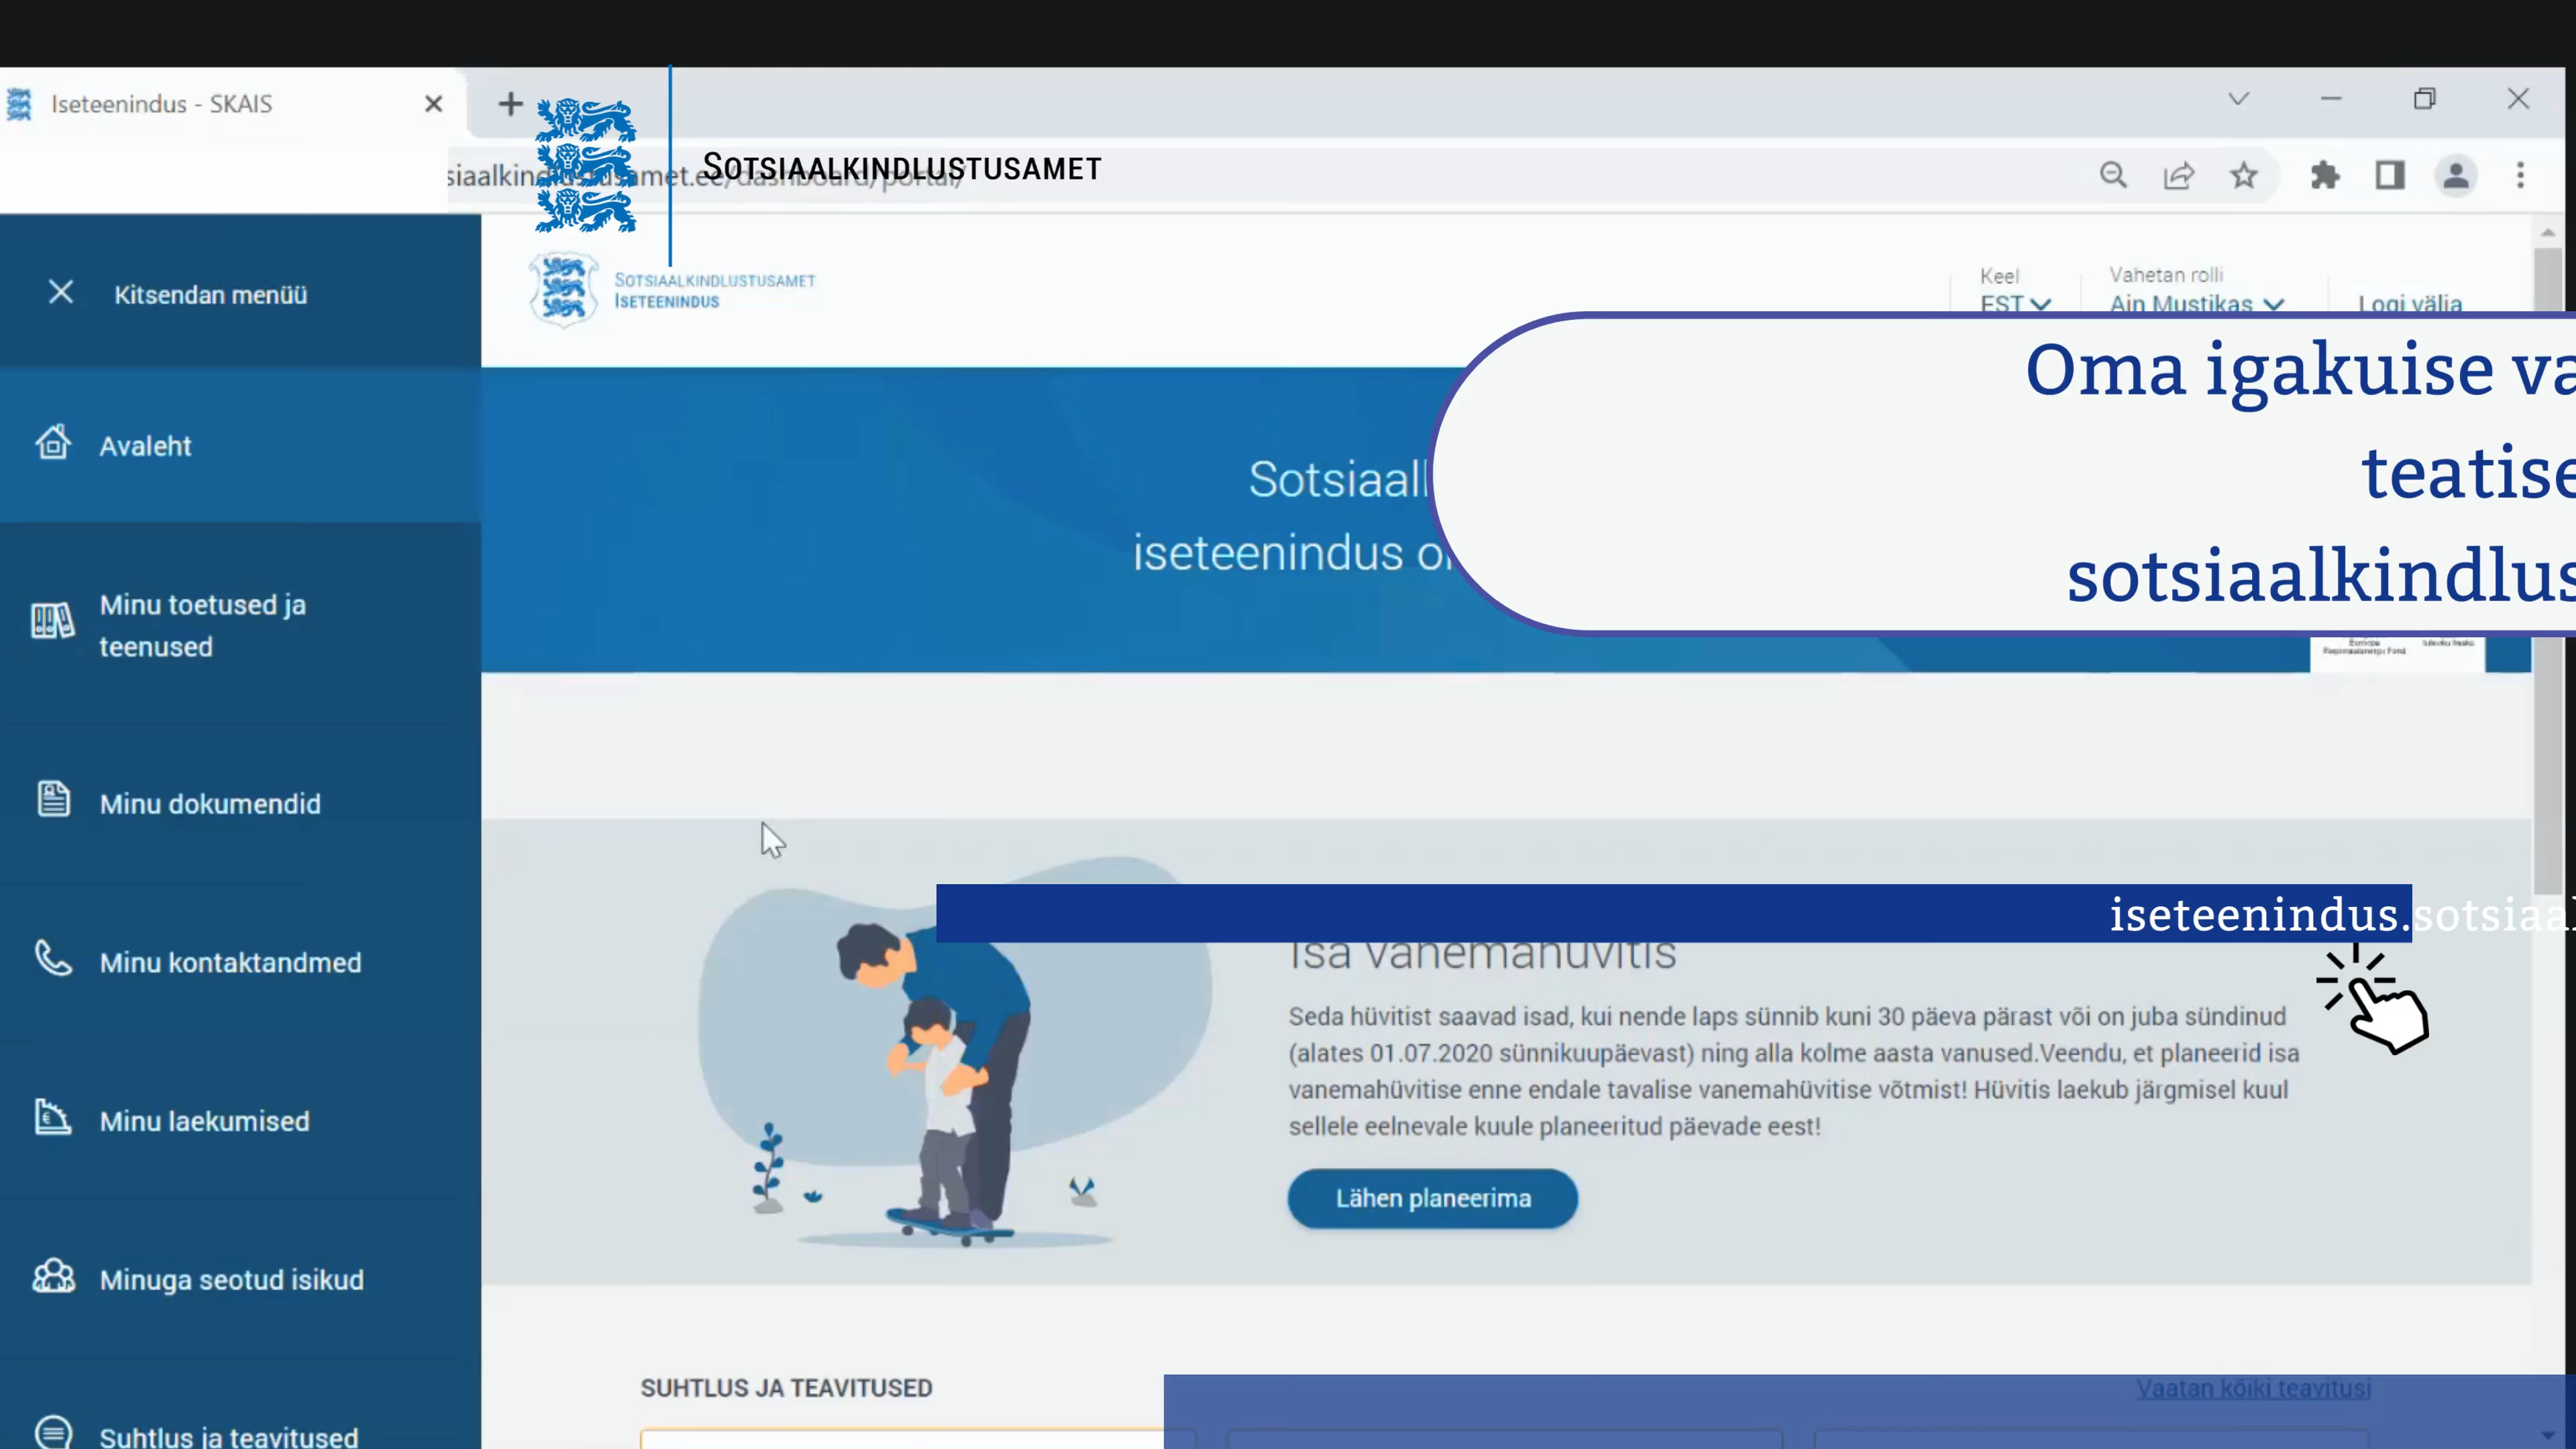 Iseteenindus - SKAIS
SOTSIAALKINDLUSTUSAMET
siaalkindlustusamet.ee/dashboard/portal/
Kitsendan menüü
SOTSIAALKINDLUSTUSAMET
ISETEENINDUS
Keel
EST
Vahetan rolli
Ain Mustikas
Logi välja
Oma igakuise va
teatise
sotsiaalkindlus
Avaleht
Sotsiaal
iseteenindus o
Minu toetused ja
teenused
Minu dokumendid
iseteenindus.sotsiaal
Minu kontaktandmed
Isa vanemahüvitis
Seda hüvitist saavad isad, kui nende laps sünnib kuni 30 päeva pärast või on juba sündinud
(alates 01.07.2020 sünnikuupäevast) ning alla kolme aasta vanused.Veendu, et planeerid isa
vanemahüvitise enne endale tavalise vanemahüvitise võtmist! Hüvitis laekub järgmisel kuul
sellele eelnevale kuule planeeritud päevade eest!
Lähen planeerima
Minu laekumised
Minuga seotud isikud
SUHTLUS JA TEAVITUSED
Vaatan kõiki teavitusi
Suhtlus ja teavitused